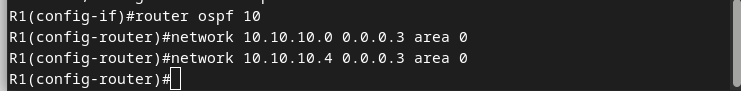 R1(config-if)#router ospf 10
R1(config-router)#network 10.10.10.0 0.0.0.3 area 0
R1(config-router)#network 10.10.10.4 0.0.0.3 area 0
R1(config-router)#